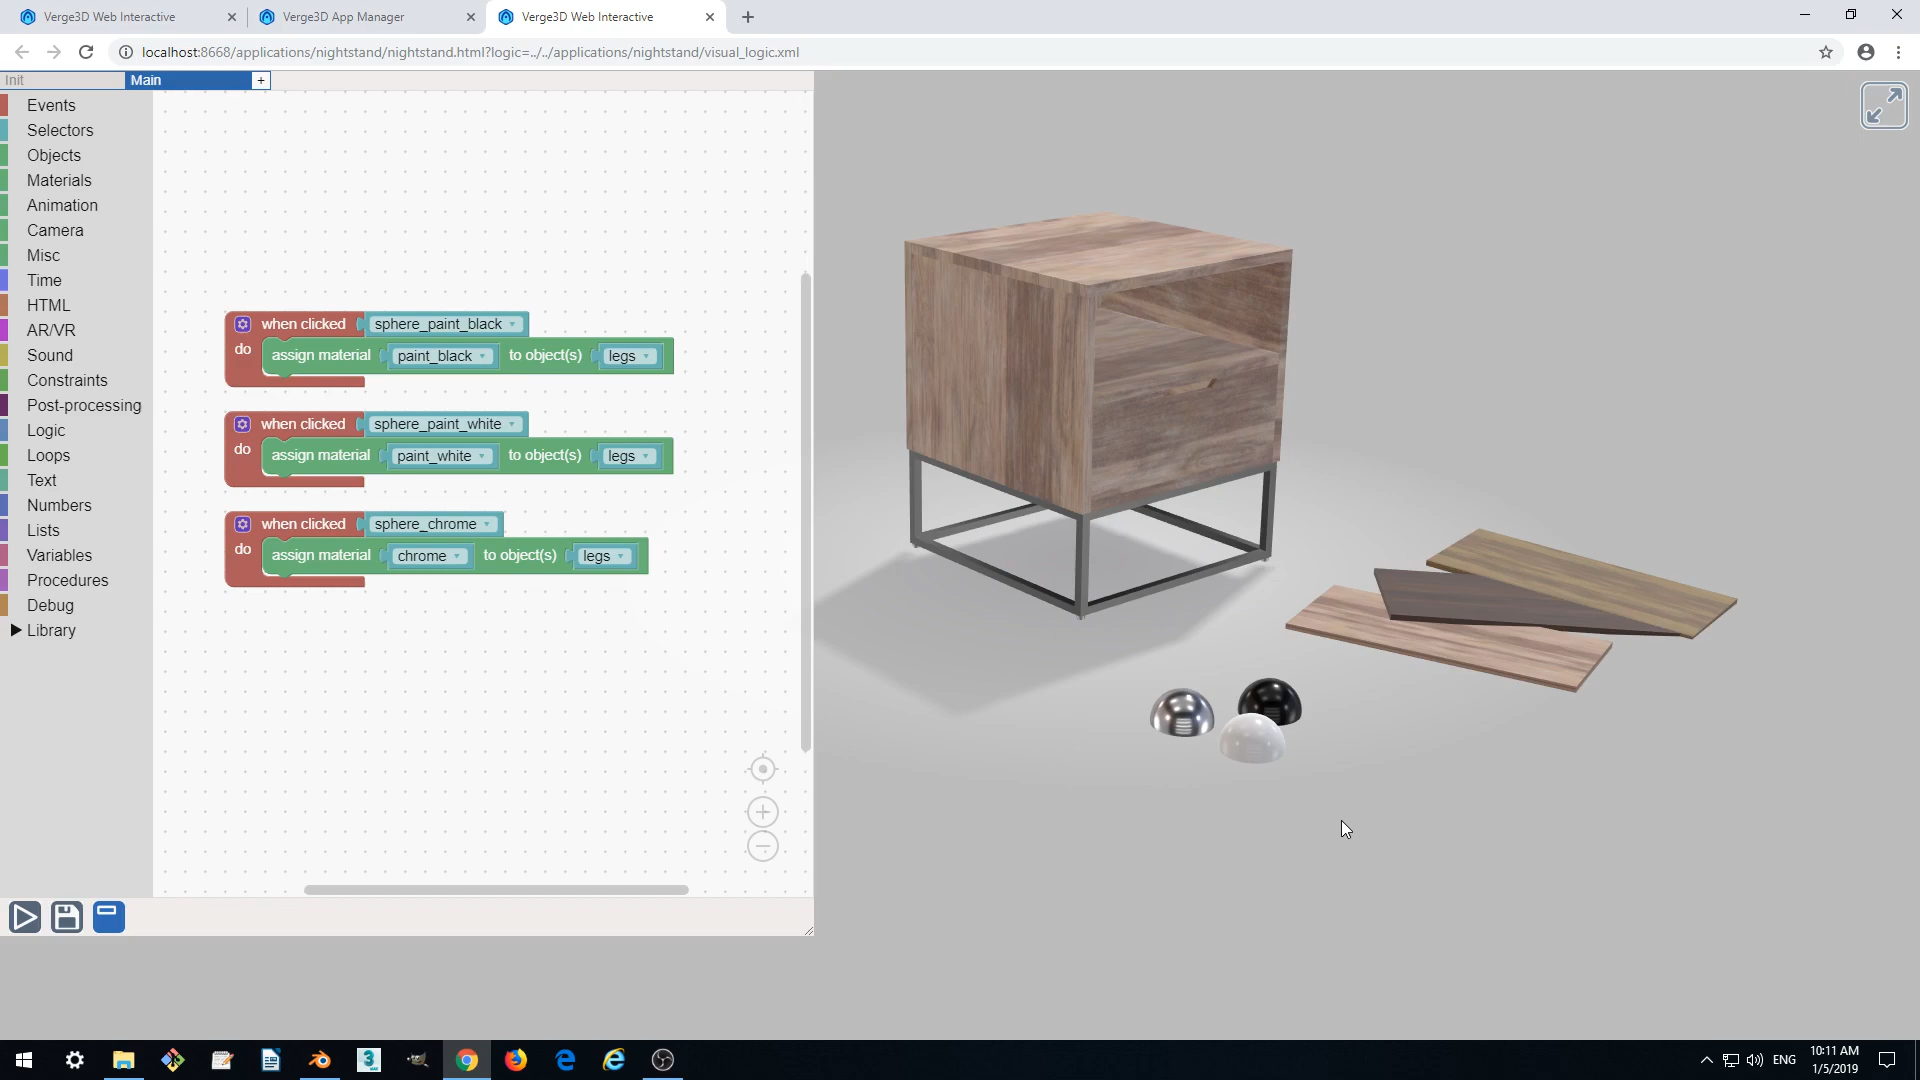 Verge3D Web Interactive
Verge3D App Manager
Verge3D Web Interactive
localhost:8668/applications/nightstand/nightstand.html?logic=../../applications/nightstand/visual_logic.xml
Init
Main
+
Events
Selectors
Objects
Materials
Animation
Camera
Misc
Time
HTML
AR/VR
Sound
Constraints
Post-processing
Logic
Loops
Text
Numbers
Lists
Variables
Procedures
Debug
Library
when clicked sphere_paint_black
do assign material paint_black to object(s) legs
when clicked sphere_paint_white
do assign material paint_white to object(s) legs
when clicked sphere_chrome
do assign material chrome to object(s) legs
ENG
10:11 AM
1/5/2019